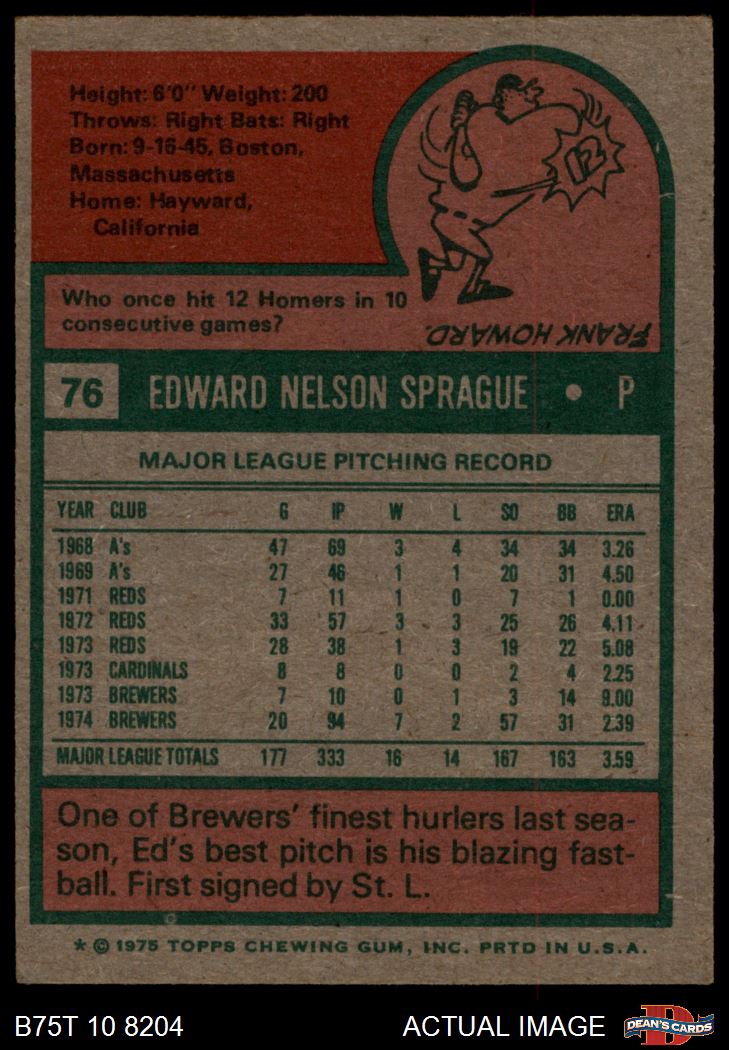 Height: 6'0" Weight: 200
Throws: Right Bats: Right
Born: 9-16-45, Boston,
Massachusetts
Home: Hayward,
California
12
Who once hit 12 Homers in 10
consecutive games?
FRANK HOWARD.
76 EDWARD NELSON SPRAGUE • P
MAJOR LEAGUE PITCHING RECORD
YEAR CLUB G IP W L SO BB ERA
1968 A's 47 69 3 4 34 34 3.26
1969 A's 27 46 1 1 20 31 4.50
1971 REDS 7 11 1 0 7 1 0.00
1972 REDS 33 57 3 3 25 26 4.11
1973 REDS 28 38 1 3 19 22 5.08
1973 CARDINALS 8 8 0 0 2 4 2.25
1973 BREWERS 7 10 0 1 3 14 9.00
1974 BREWERS 20 94 7 2 57 31 2.39
MAJOR LEAGUE TOTALS 177 333 16 14 167 163 3.59
One of Brewers' finest hurlers last sea-
son, Ed's best pitch is his blazing fast-
ball. First signed by St. L.
* © 1975 TOPPS CHEWING GUM, INC. PRTD IN U.S.A.
B75T 10 8204 ACTUAL IMAGE DEAN'S CARDS